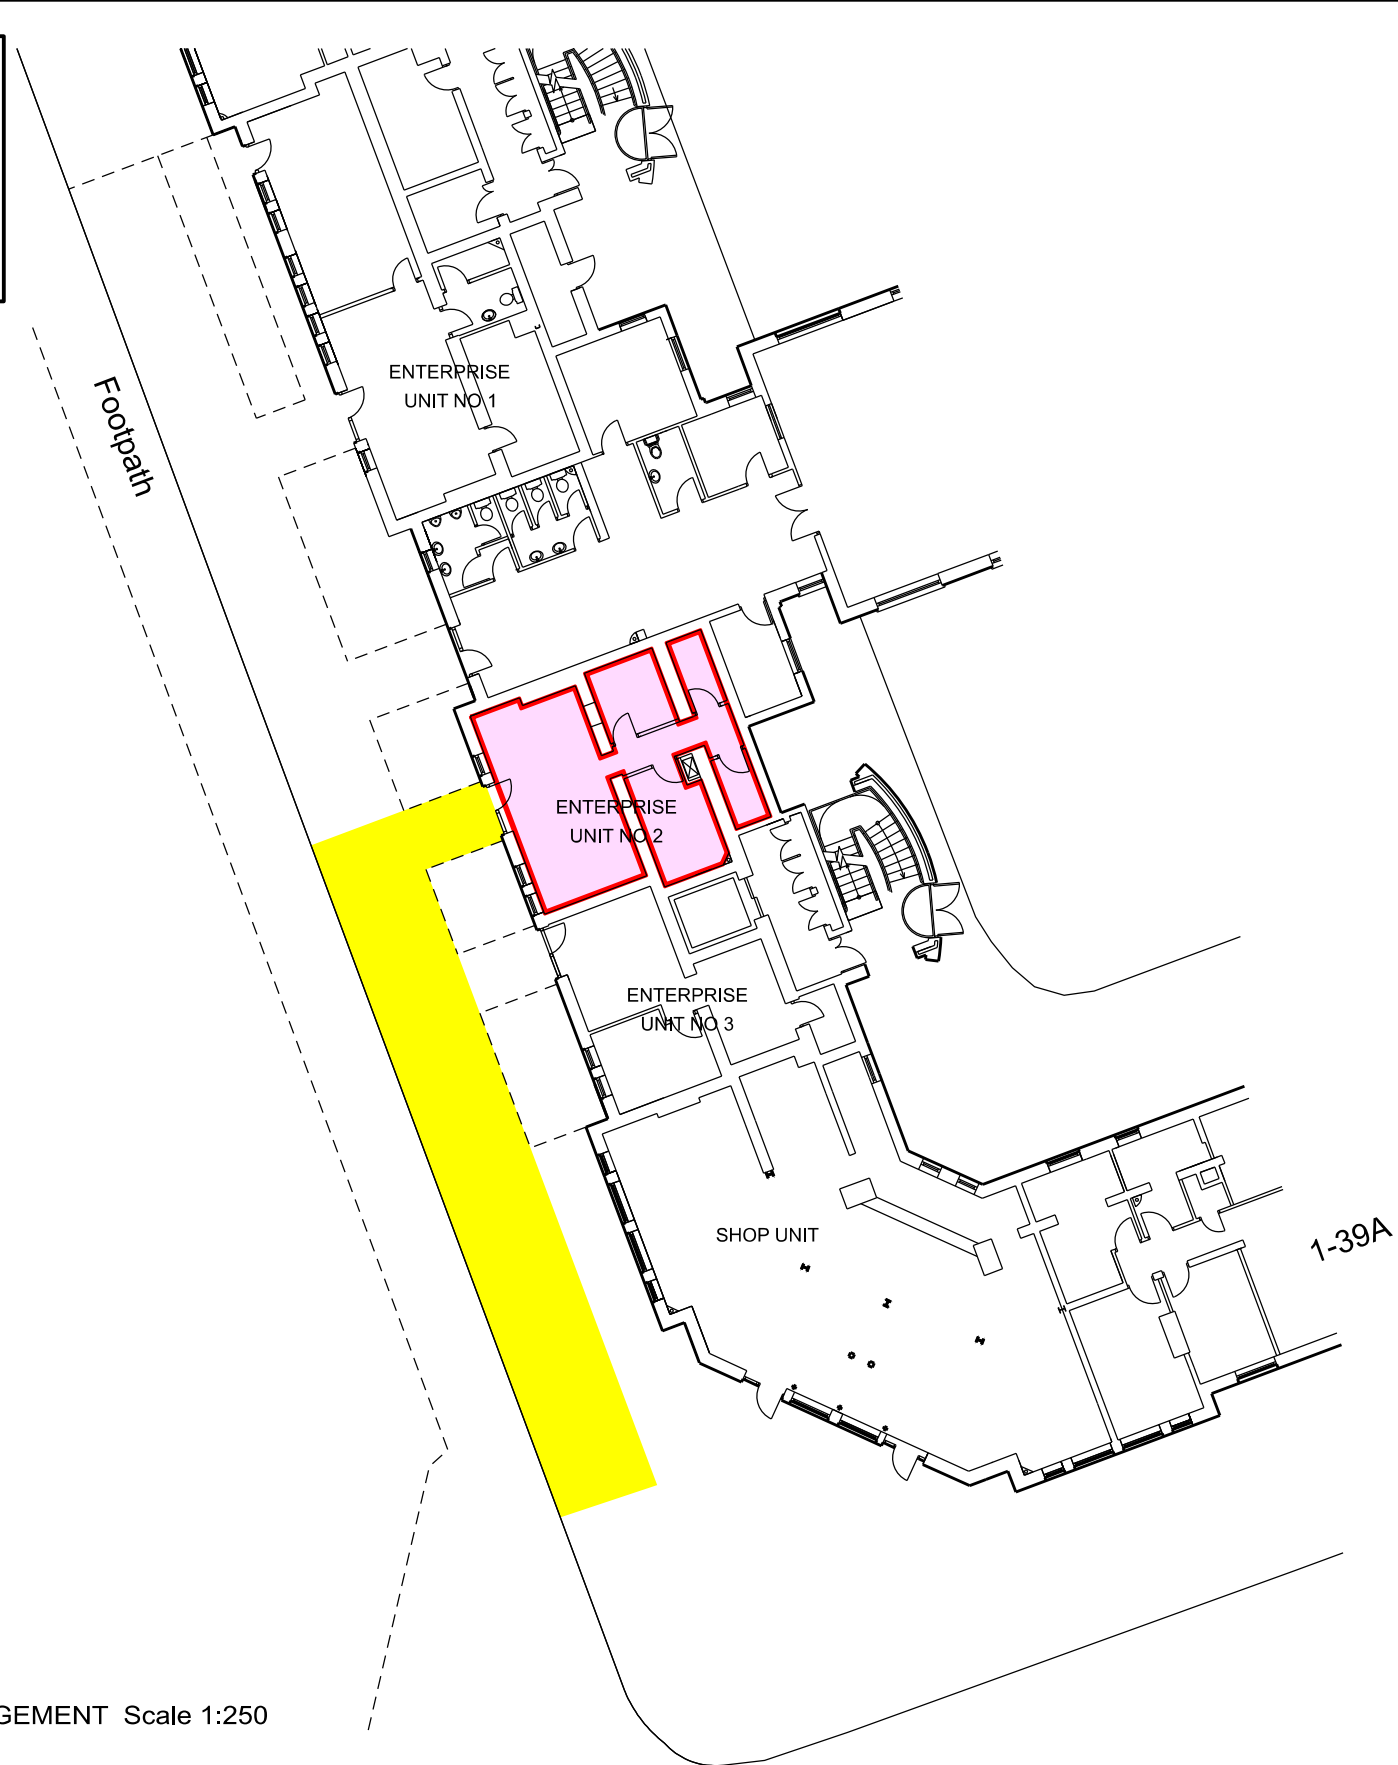 Footpath
ENTERPRISE
UNIT NO 1
ENTERPRISE
UNIT NO 2
ENTERPRISE
UNIT NO 3
SHOP UNIT
1-39A
GEMENT Scale 1:250